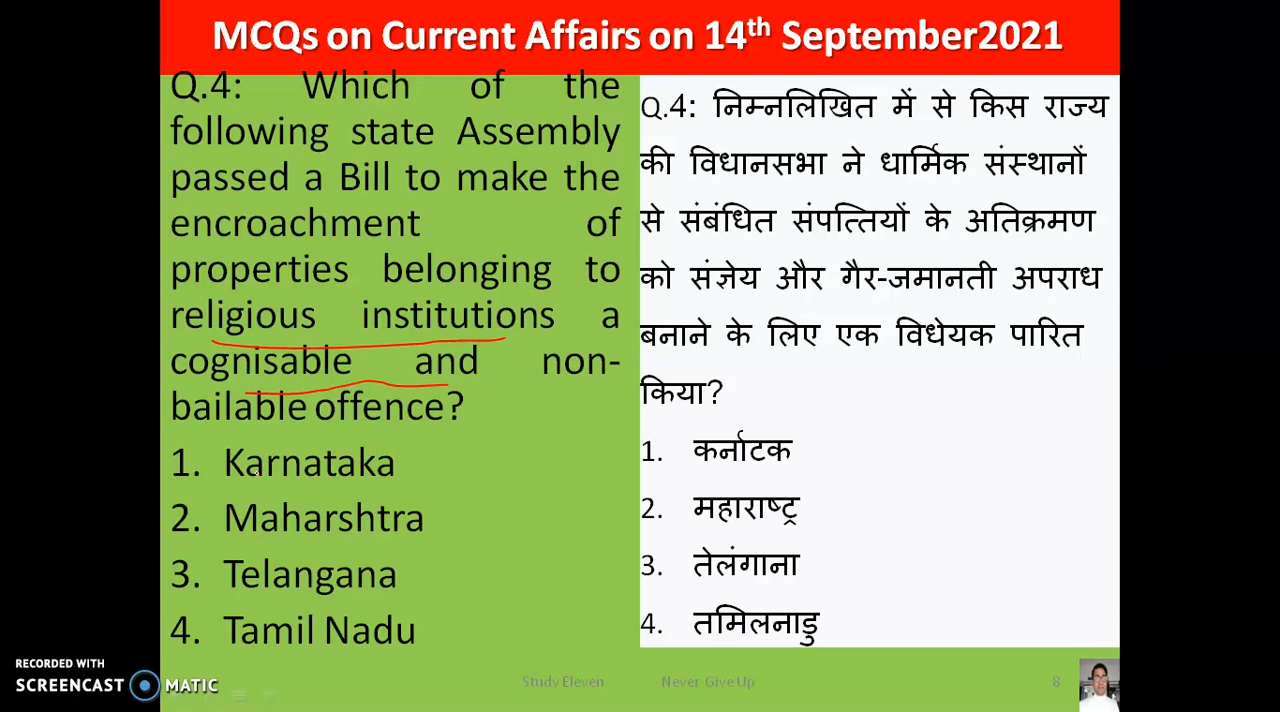 MCQs on Current Affairs on 14th September2021
Q.4: Which of the
following state Assembly
passed a Bill to make the
encroachment of
properties belonging to
religious institutions a
cognisable and non-
bailable offence?
1. Karnataka
2. Maharshtra
3. Telangana
4. Tamil Nadu
Q.4: निम्नलिखित में से किस राज्य
की विधानसभा ने धार्मिक संस्थानों
से संबंधित संपत्तियों के अतिक्रमण
को संज्ञेय और गैर-जमानती अपराध
बनाने के लिए एक विधेयक पारित
किया?
1. कर्नाटक
2. महाराष्ट्र
3. तेलंगाना
4. तमिलनाडु
RECORDED WITH
SCREENCAST MATIC
Study Eleven Never Give Up 8